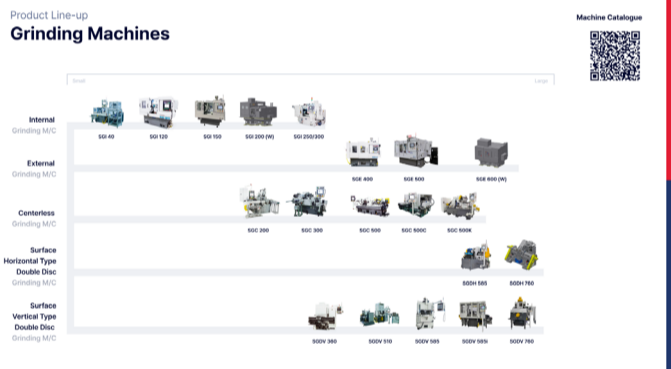 Product Line-up
Machine Catalogue
Grinding Machines
Small
Large
Internal
Grinding M/C
SGI 40
SGI 120
SGI 150
SGI 200 (W)
SGI 250/300
External
Grinding M/C
SGE 400
SGE 500
SGE 600 (W)
Centerless
Grinding M/C
SGC 200
SGC 300
SGC 500
SGC 500C
SGC 500K
Surface
Horizontal Type
Double Disc
Grinding M/C
SGDH 585
SGDH 760
Surface
Vertical Type
Double Disc
Grinding M/C
SGDV 360
SGDV 510
SGDV 585
SGDV 585i
SGDV 760